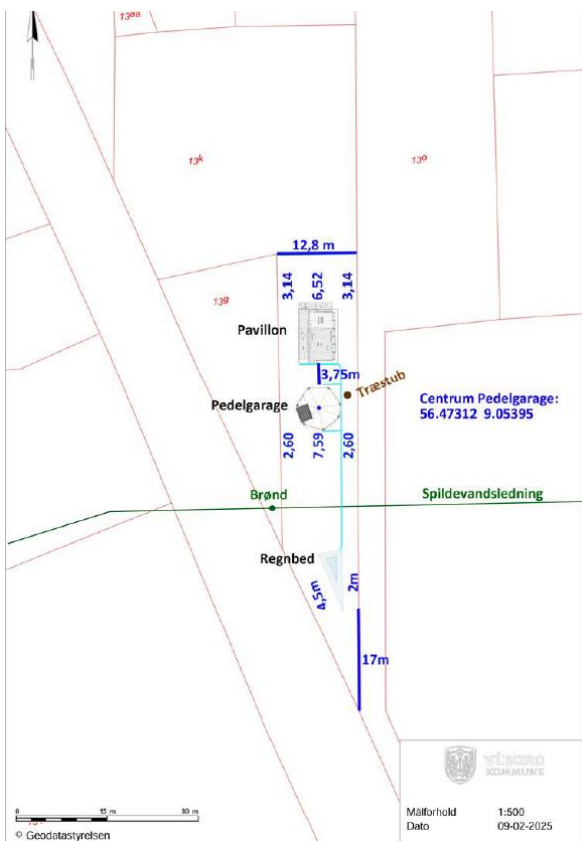 13ᵃᵃ
13ᵏ
13ᵒ
12,8 m
3,14
6,52
3,14
13ᵍ
Pavillon
3,75m
Træstub
Pedelgarage
Centrum Pedelgarage:
56.47312 9.05395
2,60
7,59
2,60
Brønd
Spildevandsledning
Regnbed
4,5m
2m
17m
VIBORG
KOMMUNE
0 15 m 30 m
Målforhold 1:500
Dato 09-02-2025
© Geodatastyrelsen